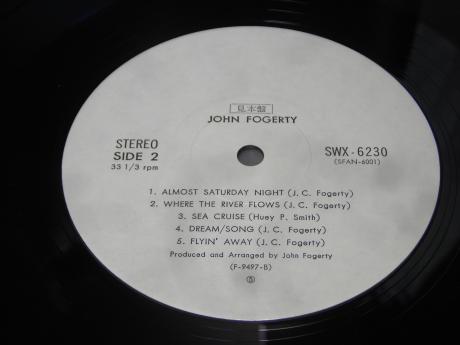 見本盤
JOHN FOGERTY
STEREO
SIDE 2
33 1/3 rpm
SWX-6230
(SFAN-6001)
1. ALMOST SATURDAY NIGHT (J. C. Fogerty)
2. WHERE THE RIVER FLOWS (J. C. Fogerty)
3. SEA CRUISE (Huey P. Smith)
4. DREAM/SONG (J. C. Fogerty)
5. FLYIN' AWAY (J. C. Fogerty)
Produced and Arranged by John Fogerty
(F-9497-B)